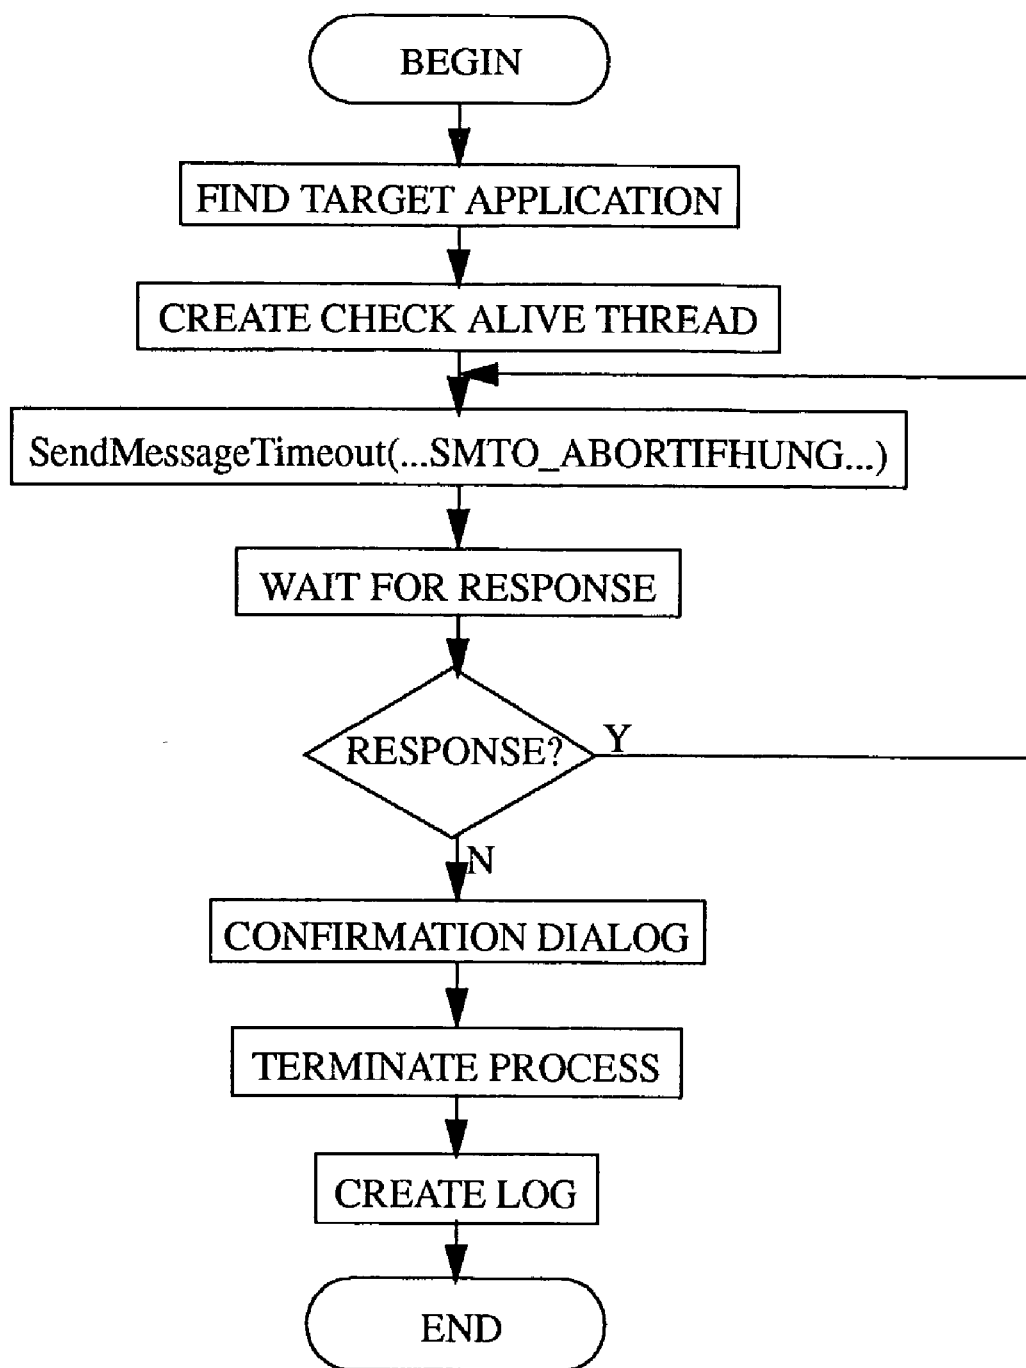 BEGIN
FIND TARGET APPLICATION
CREATE CHECK ALIVE THREAD
SendMessageTimeout(...SMTO_ABORTIFHUNG...)
WAIT FOR RESPONSE
RESPONSE?
Y
N
CONFIRMATION DIALOG
TERMINATE PROCESS
CREATE LOG
END